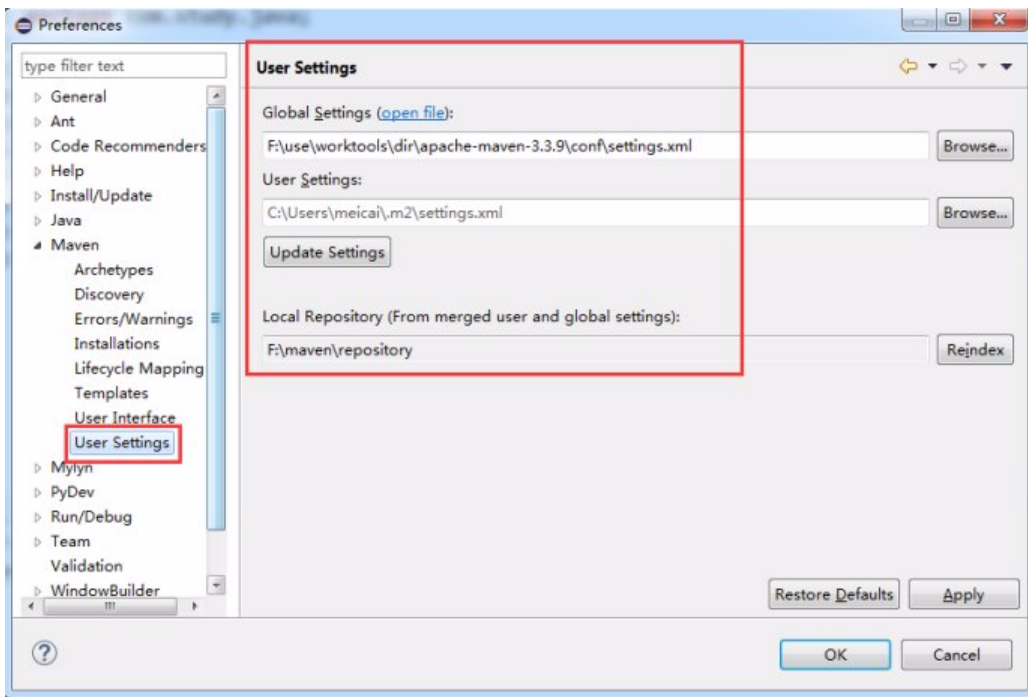 Preferences
type filter text
General
Ant
Code Recommenders
Help
Install/Update
Java
Maven
Archetypes
Discovery
Errors/Warnings
Installations
Lifecycle Mapping
Templates
User Interface
User Settings
Mylyn
PyDev
Run/Debug
Team
Validation
WindowBuilder
User Settings
Global Settings (open file):
F:\use\worktools\dir\apache-maven-3.3.9\conf\settings.xml
Browse...
User Settings:
C:\Users\meicai\.m2\settings.xml
Browse...
Update Settings
Local Repository (From merged user and global settings):
F:\maven\repository
Reindex
Restore Defaults
Apply
OK
Cancel